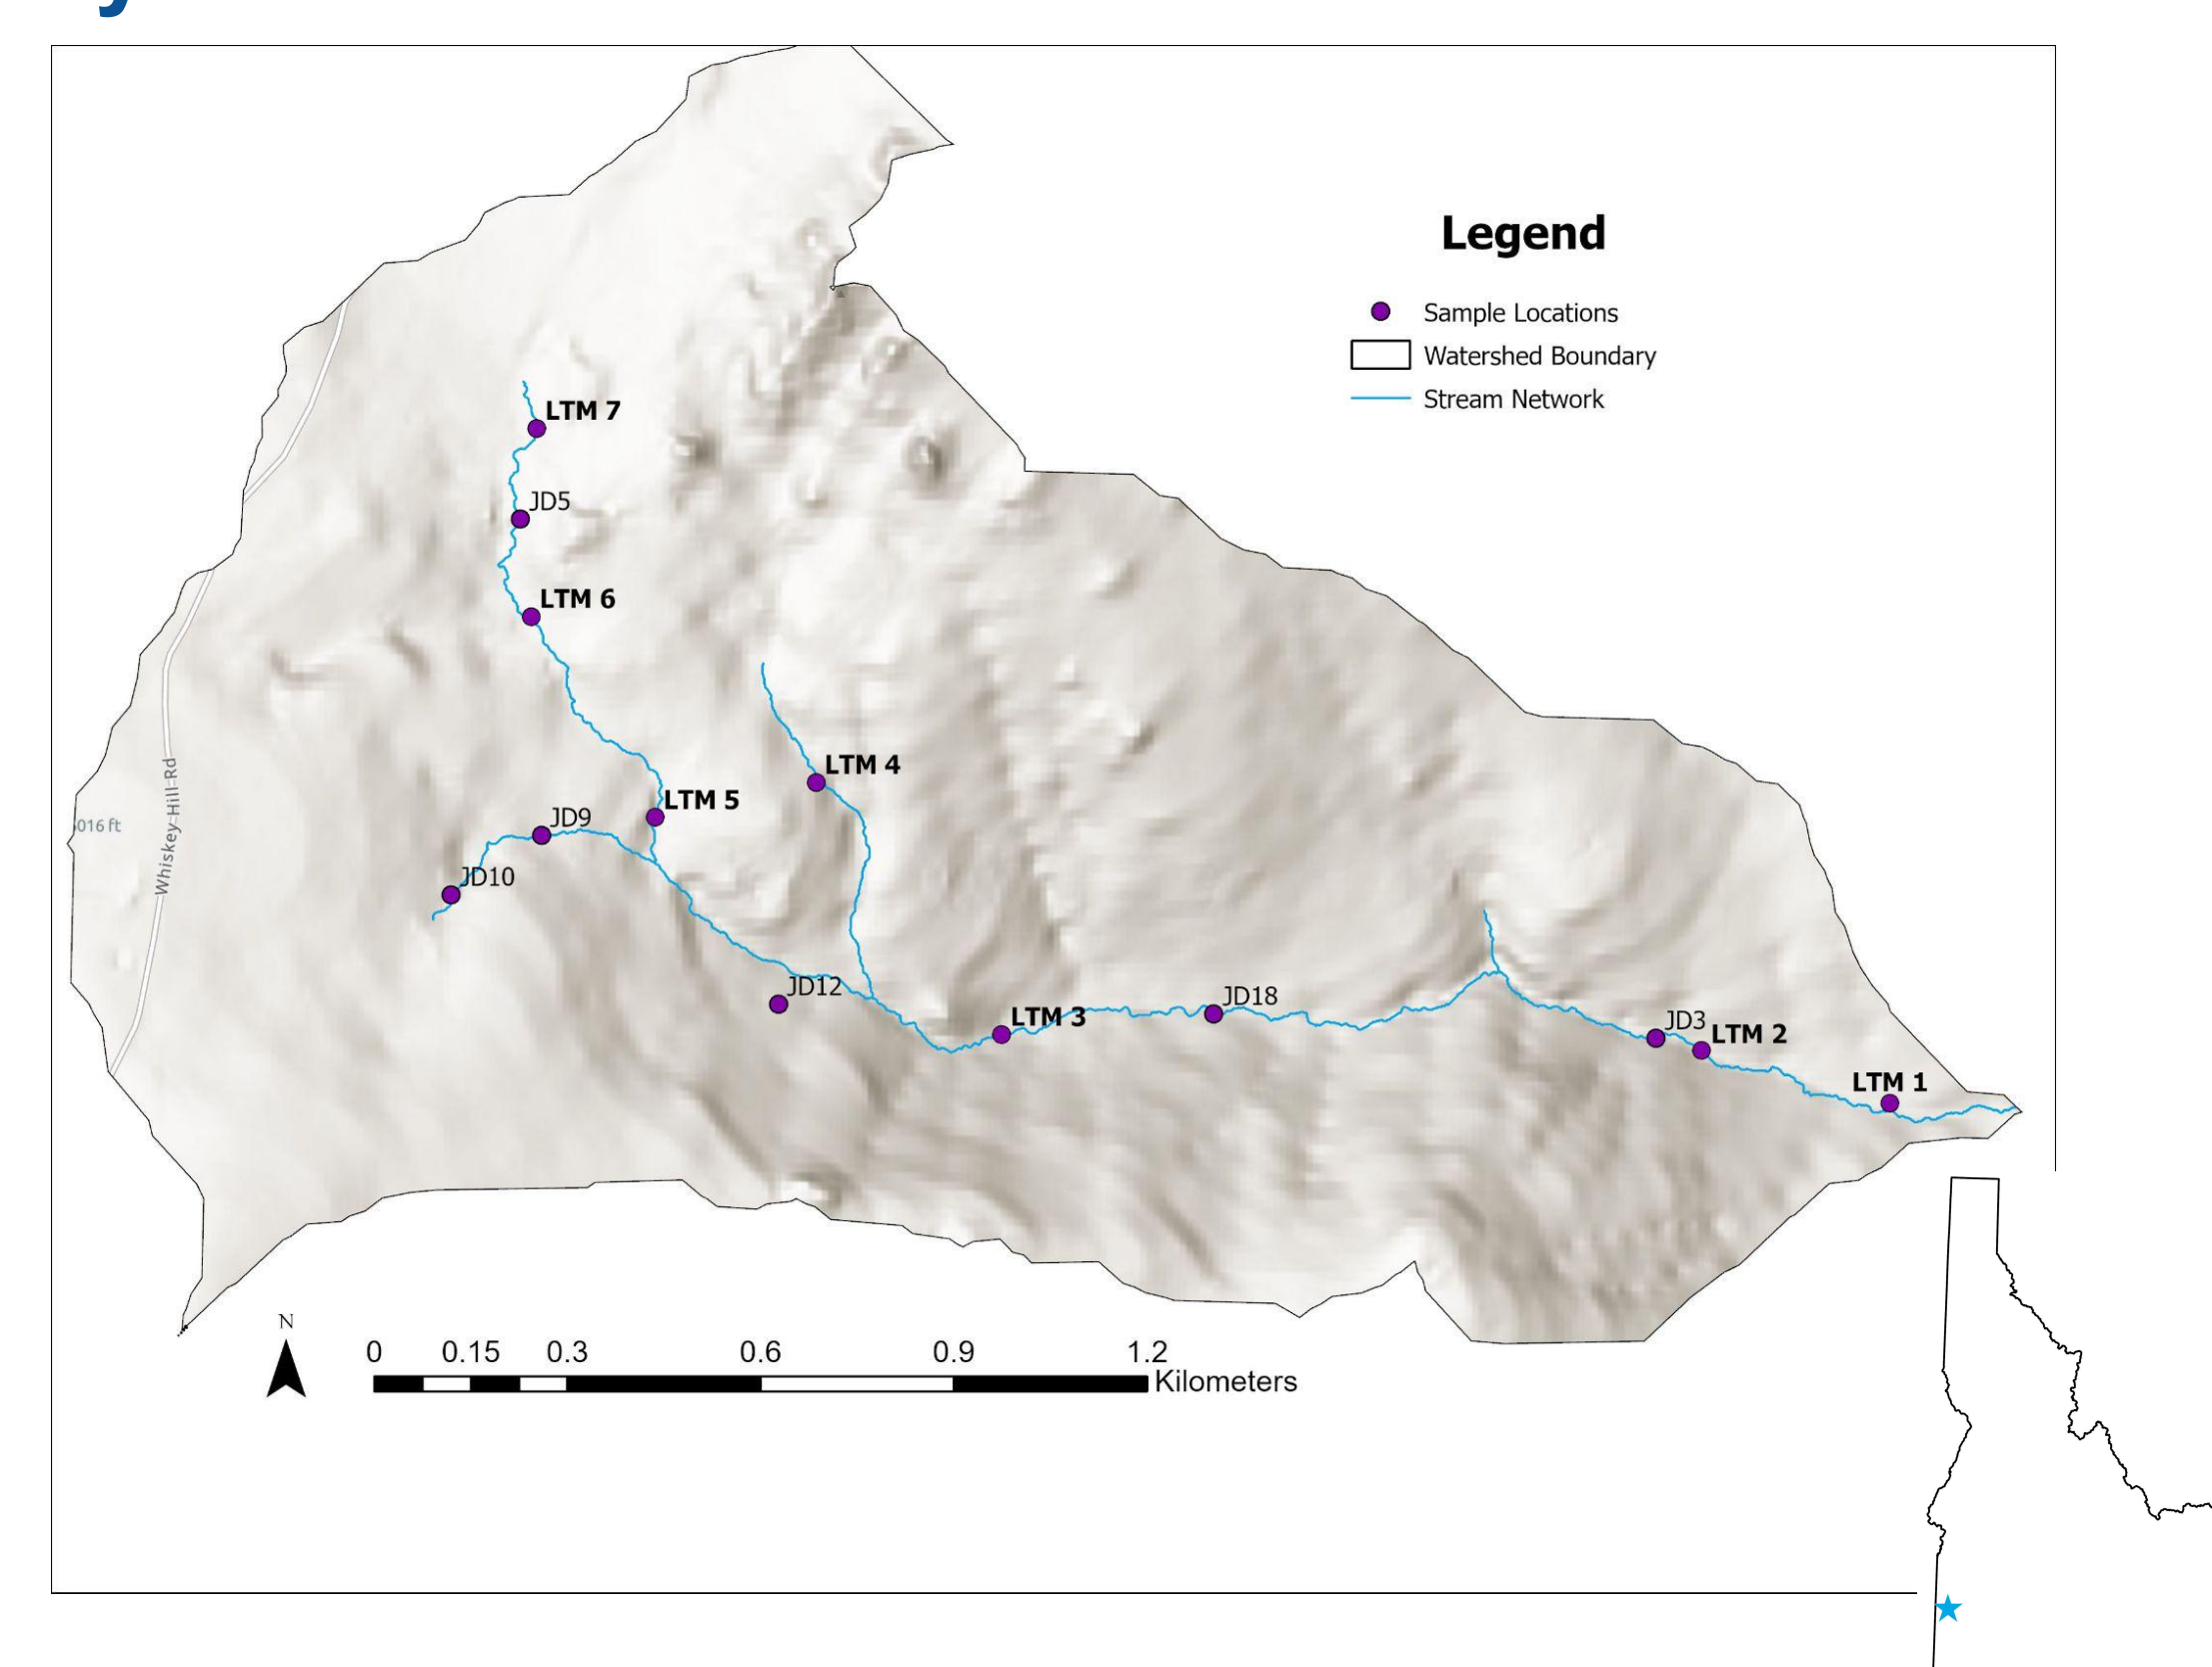 Legend
Sample Locations
Watershed Boundary
Stream Network
LTM 7
JD5
LTM 6
LTM 4
LTM 5
JD9
JD10
016 ft
Whiskey Hill Rd
JD12
LTM 3
JD18
JD3
LTM 2
LTM 1
N
0 0.15 0.3 0.6 0.9 1.2
Kilometers